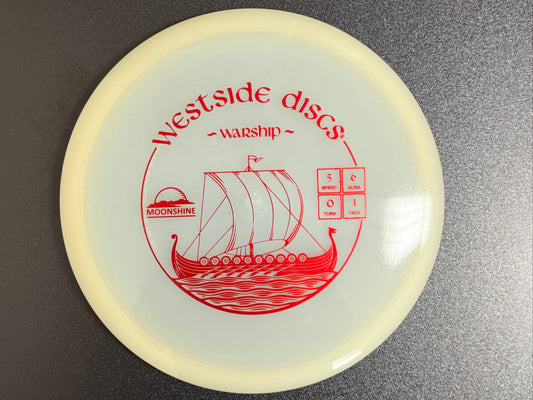 Westside Discs
~ Warship ~
5 6
SPEED GLIDE
MOONSHINE
0 1
TURN FADE